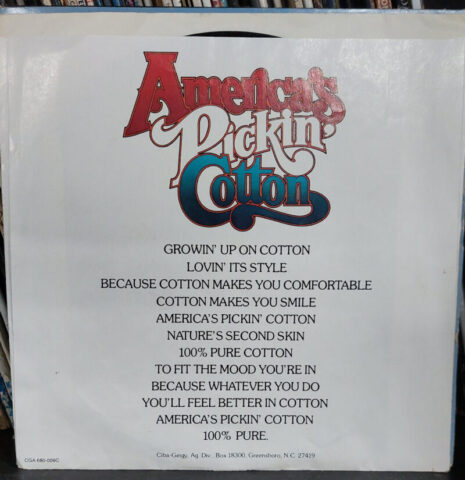 America's
Pickin'
Cotton
GROWIN' UP ON COTTON
LOVIN' ITS STYLE
BECAUSE COTTON MAKES YOU COMFORTABLE
COTTON MAKES YOU SMILE
AMERICA'S PICKIN' COTTON
NATURE'S SECOND SKIN
100% PURE COTTON
TO FIT THE MOOD YOU'RE IN
BECAUSE WHATEVER YOU DO
YOU'LL FEEL BETTER IN COTTON
AMERICA'S PICKIN' COTTON
100% PURE.
Ciba-Geigy, Ag. Div., Box 18300, Greensboro, N.C. 27419